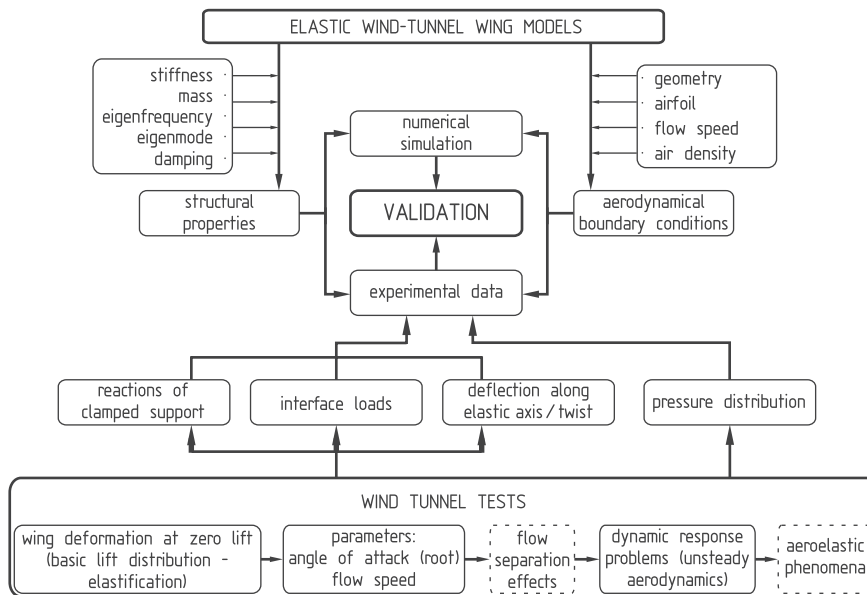 ELASTIC WIND-TUNNEL WING MODELS
stiffness
mass
eigenfrequency
eigenmode
damping
geometry
airfoil
flow speed
air density
numerical
simulation
structural
properties
VALIDATION
aerodynamical
boundary conditions
experimental data
reactions of
clamped support
interface loads
deflection along
elastic axis / twist
pressure distribution
WIND TUNNEL TESTS
wing deformation at zero lift
(basic lift distribution -
elastification)
parameters:
angle of attack (root)
flow speed
flow
separation
effects
dynamic response
problems (unsteady
aerodynamics)
aeroelastic
phenomena